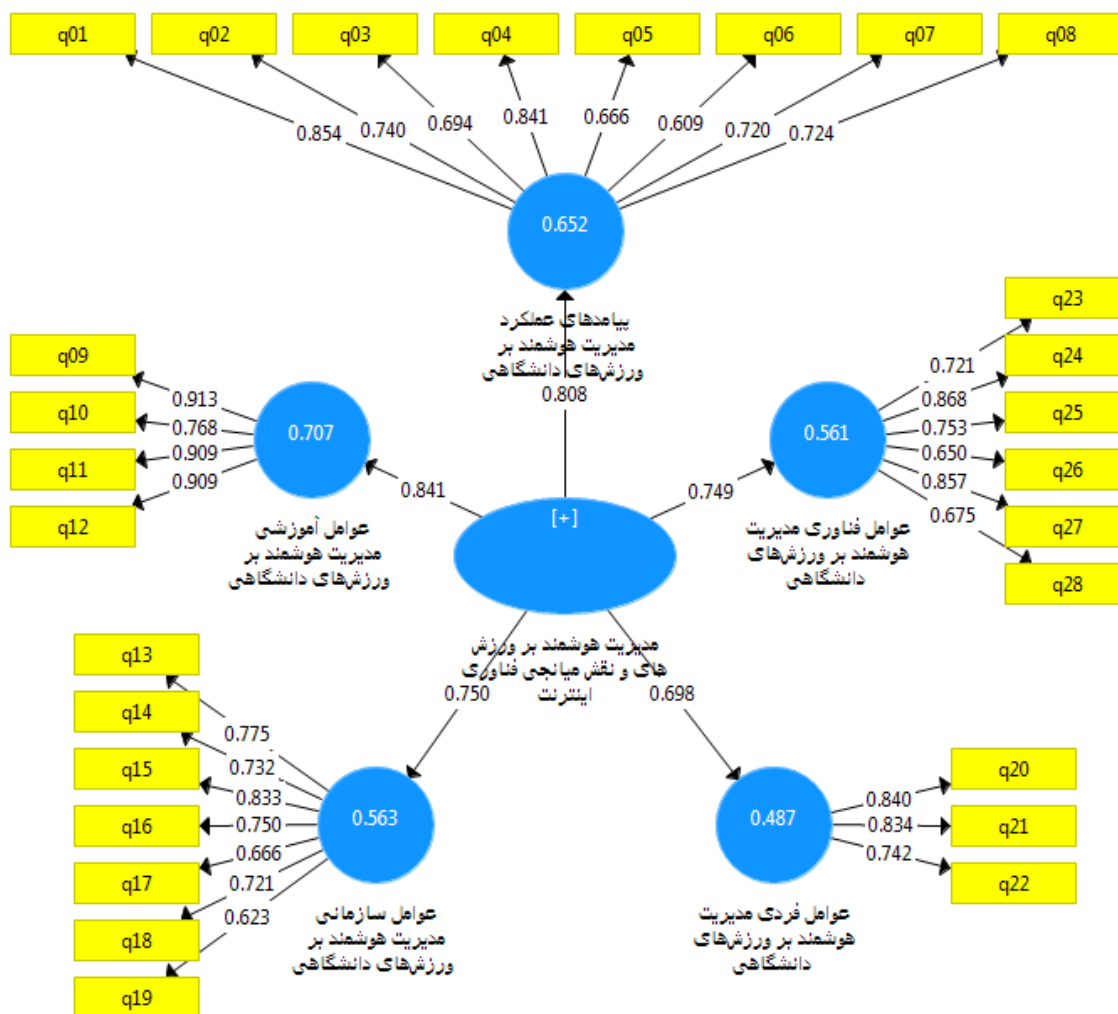 q01
q02
q03
q04
q05
q06
q07
q08
0.854
0.740
0.694
0.841
0.666
0.609
0.720
0.724
0.652
پیامدهای عملکرد
مدیریت هوشمند بر
ورزش‌های دانشگاهی
0.808
q09
q10
q11
q12
0.913
0.768
0.909
0.909
0.707
عوامل آموزشی
مدیریت هوشمند بر
ورزش‌های دانشگاهی
0.841
q23
q24
q25
q26
q27
q28
0.721
0.868
0.753
0.650
0.857
0.675
0.561
عوامل فناوری مدیریت
هوشمند بر ورزش‌های
دانشگاهی
0.749
[+]
مدیریت هوشمند بر ورزش
های و نقش میانجی فناوری
اینترنت
0.750
0.698
q13
q14
q15
q16
q17
q18
q19
0.775
0.732
0.833
0.750
0.666
0.721
0.623
0.563
عوامل سازمانی
مدیریت هوشمند بر
ورزش‌های دانشگاهی
0.487
عوامل فردی مدیریت
هوشمند بر ورزش‌های
دانشگاهی
0.840
0.834
0.742
q20
q21
q22